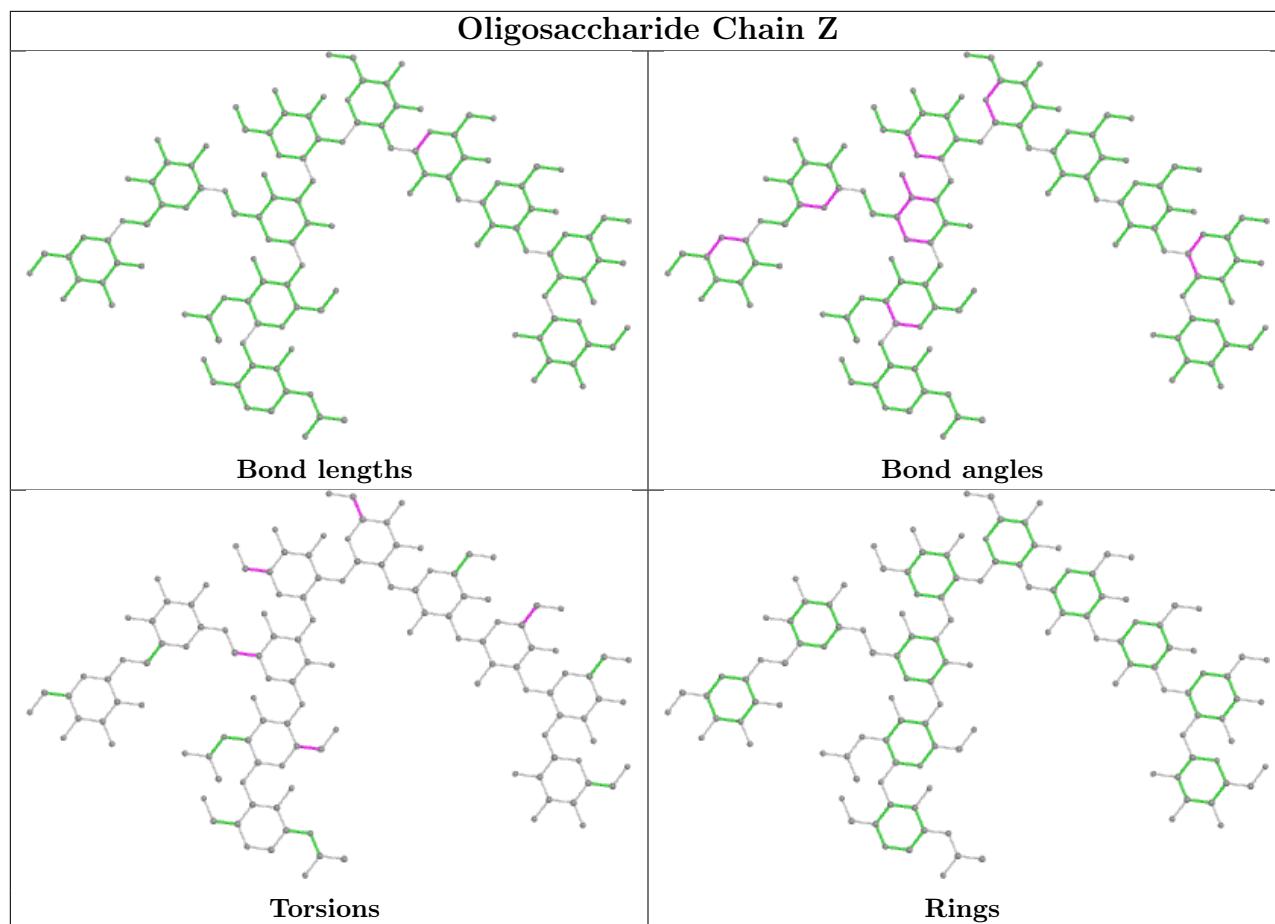 Oligosaccharide Chain Z
Bond lengths
Bond angles
Torsions
Rings